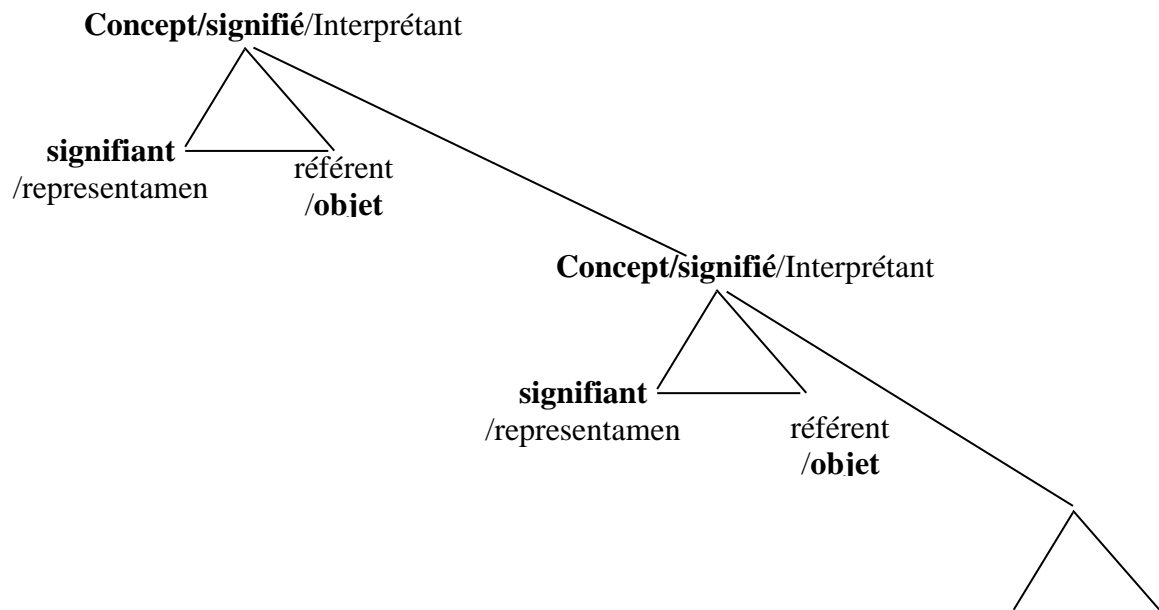 Concept/signifié/Interprétant
signifiant
/representamen
référent
/objet
Concept/signifié/Interprétant
signifiant
/representamen
référent
/objet